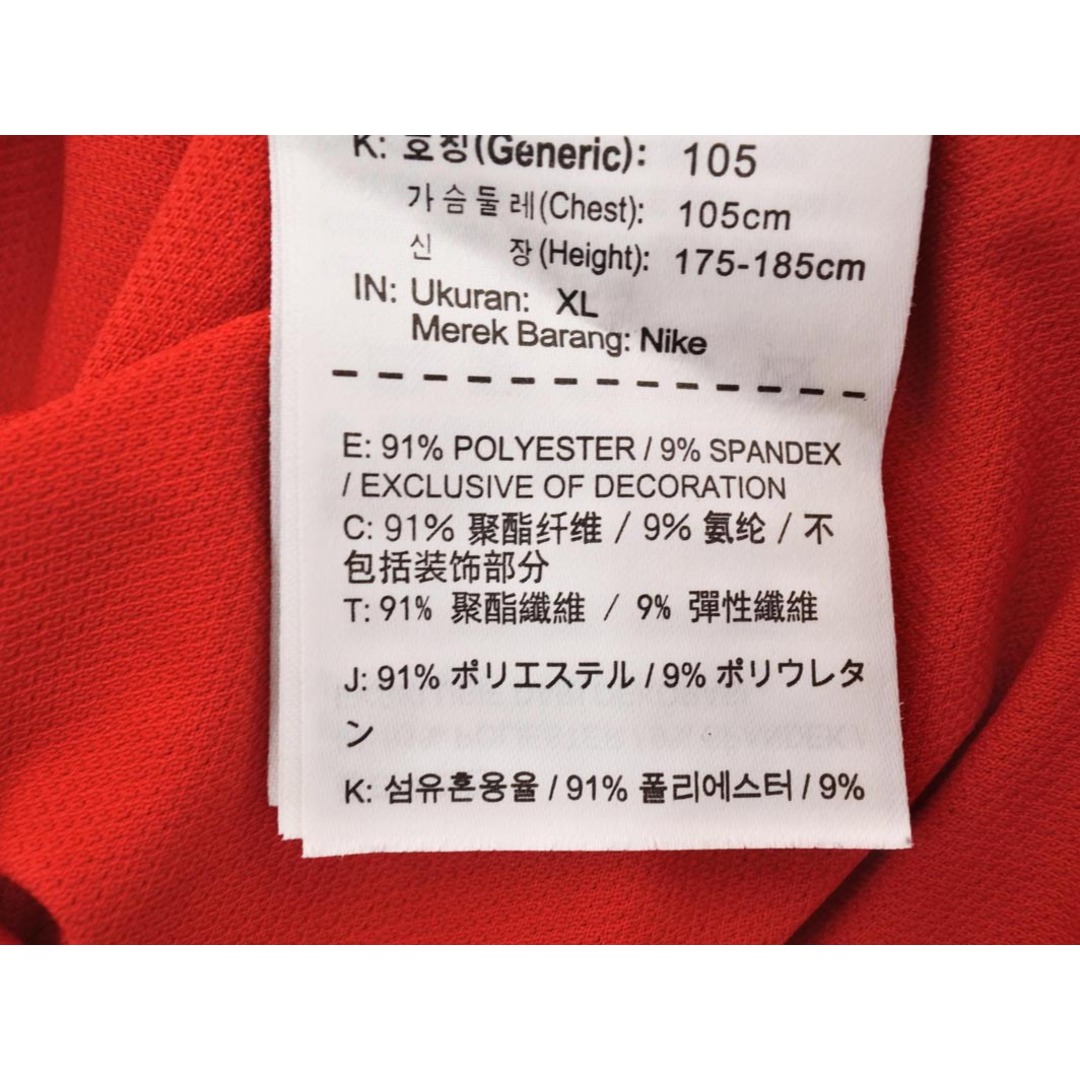 K: 호칭(Generic): 105
가슴둘레(Chest): 105cm
신 장(Height): 175-185cm
IN: Ukuran: XL
Merek Barang: Nike
E: 91% POLYESTER / 9% SPANDEX
/ EXCLUSIVE OF DECORATION
C: 91% 聚酯纤维 / 9% 氨纶 / 不
包括装饰部分
T: 91% 聚酯纖維 / 9% 彈性纖維
J: 91% ポリエステル / 9% ポリウレタ
ン
K: 섬유혼용율 / 91% 폴리에스터 / 9%